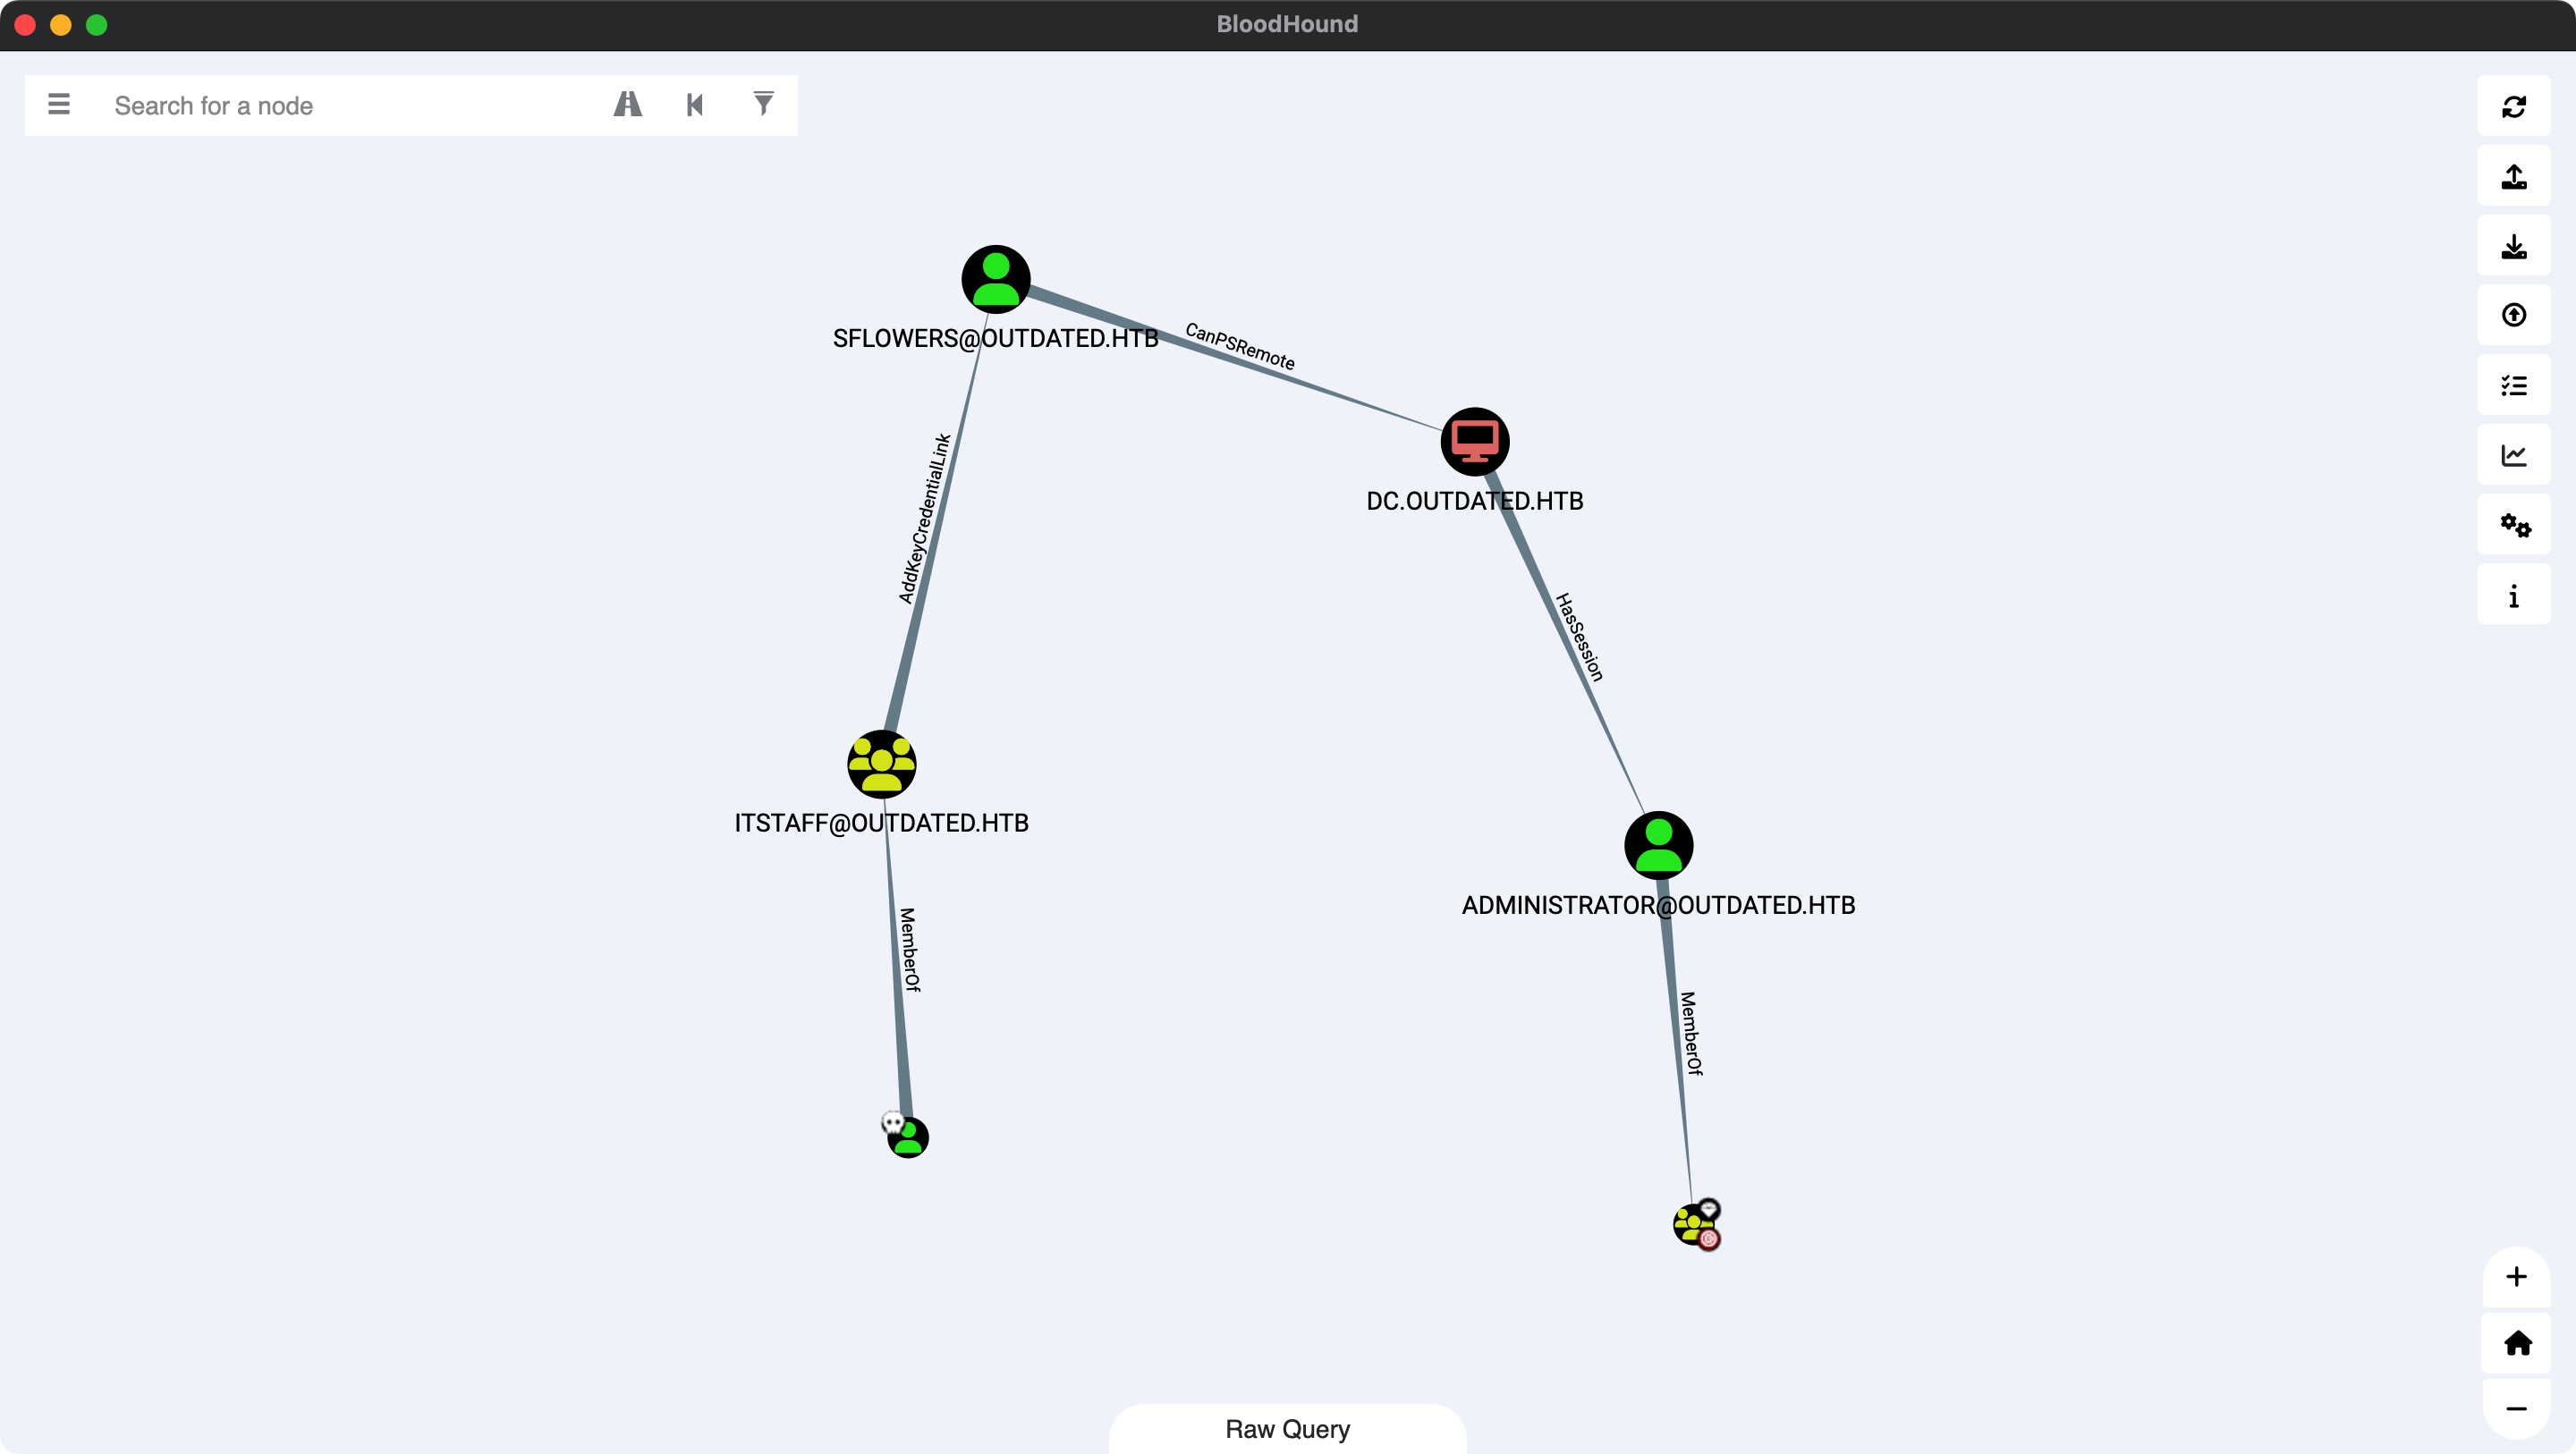 BloodHound
Search for a node
SFLOWERS@OUTDATED.HTB
CanPSRemote
DC.OUTDATED.HTB
AddKeyCredentialLink
HasSession
ITSTAFF@OUTDATED.HTB
ADMINISTRATOR@OUTDATED.HTB
MemberOf
MemberOf
Raw Query